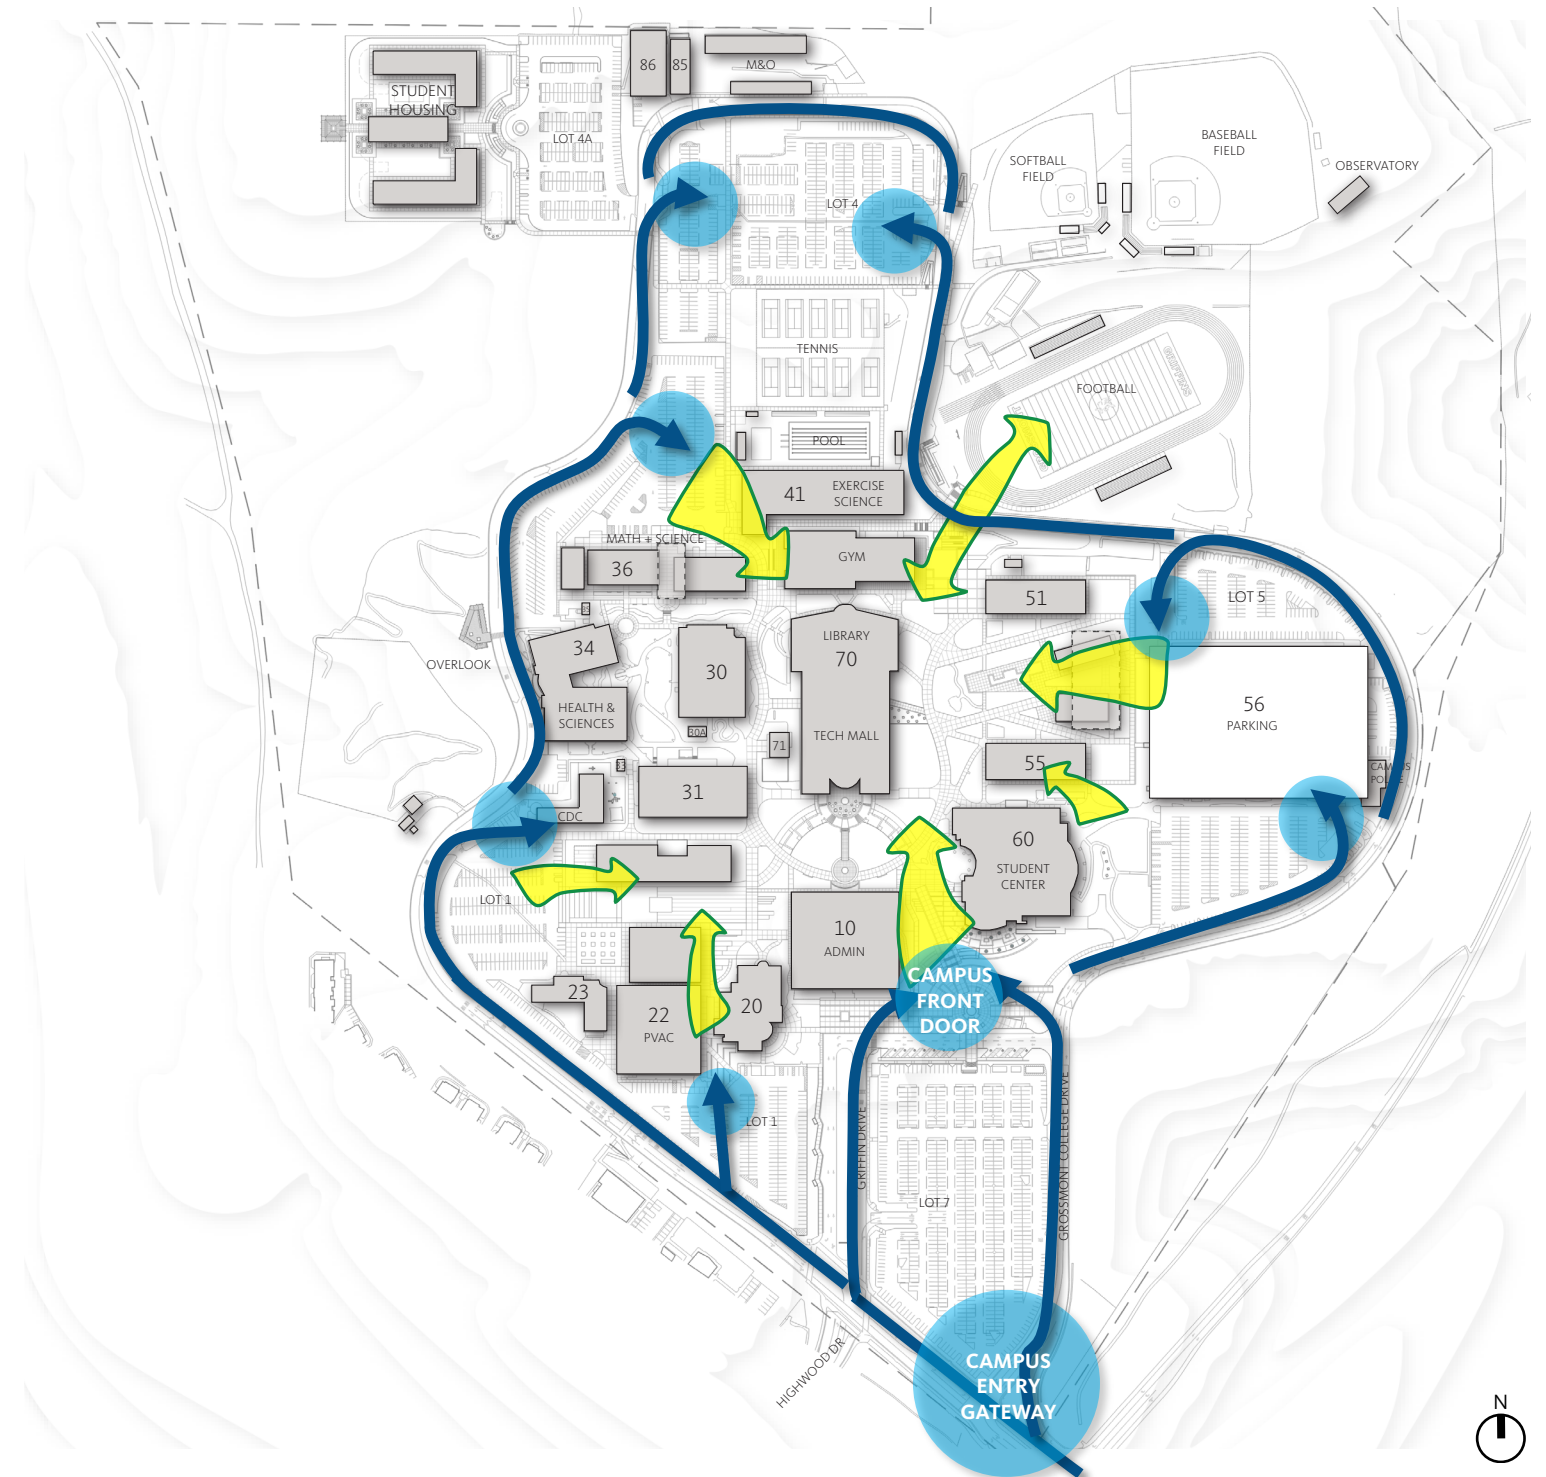 86
85
M&O
STUDENT
HOUSING
LOT 4A
BASEBALL
FIELD
SOFTBALL
FIELD
OBSERVATORY
LOT 4
TENNIS
GRIFFINS
FOOTBALL
POOL
41
EXERCISE
SCIENCE
MATH + SCIENCE
36
GYM
51
LOT 5
34
LIBRARY
70
30
OVERLOOK
HEALTH &
SCIENCES
56
PARKING
30A
71
TECH MALL
55
33
31
CDC
60
STUDENT
CENTER
LOT 1
10
ADMIN
CAMPUS
FRONT
DOOR
23
22
PVAC
20
LOT 1
GRIFFIN DRIVE
GROSSMONT COLLEGE DRIVE
LOT 7
HIGHWOOD DR
CAMPUS
ENTRY
GATEWAY
N